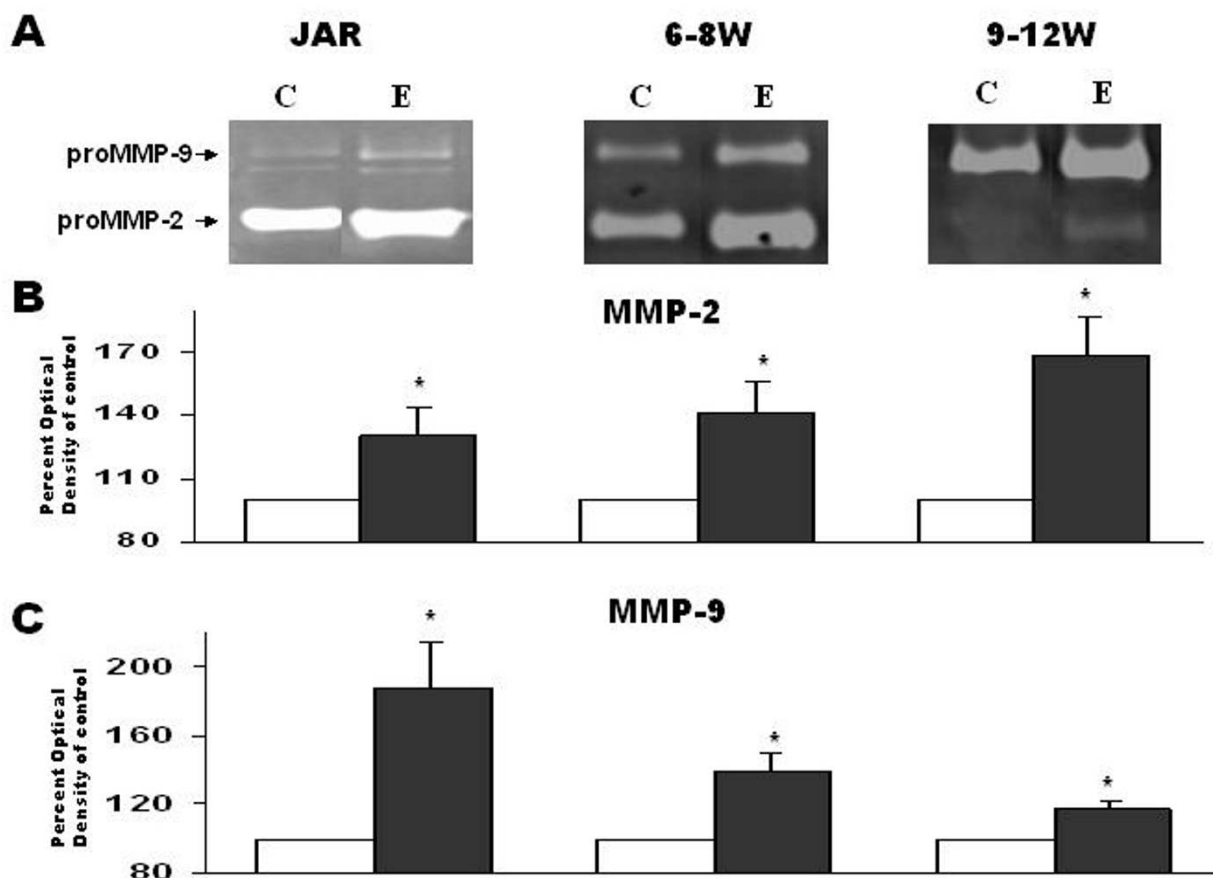 A
JAR 6-8W 9-12W
C E C E C E
proMMP-9
proMMP-2
B
MMP-2
Percent Optical
Density of control
170
140
110
80
* * *
C
MMP-9
Percent Optical
Density of control
200
160
120
80
* * *